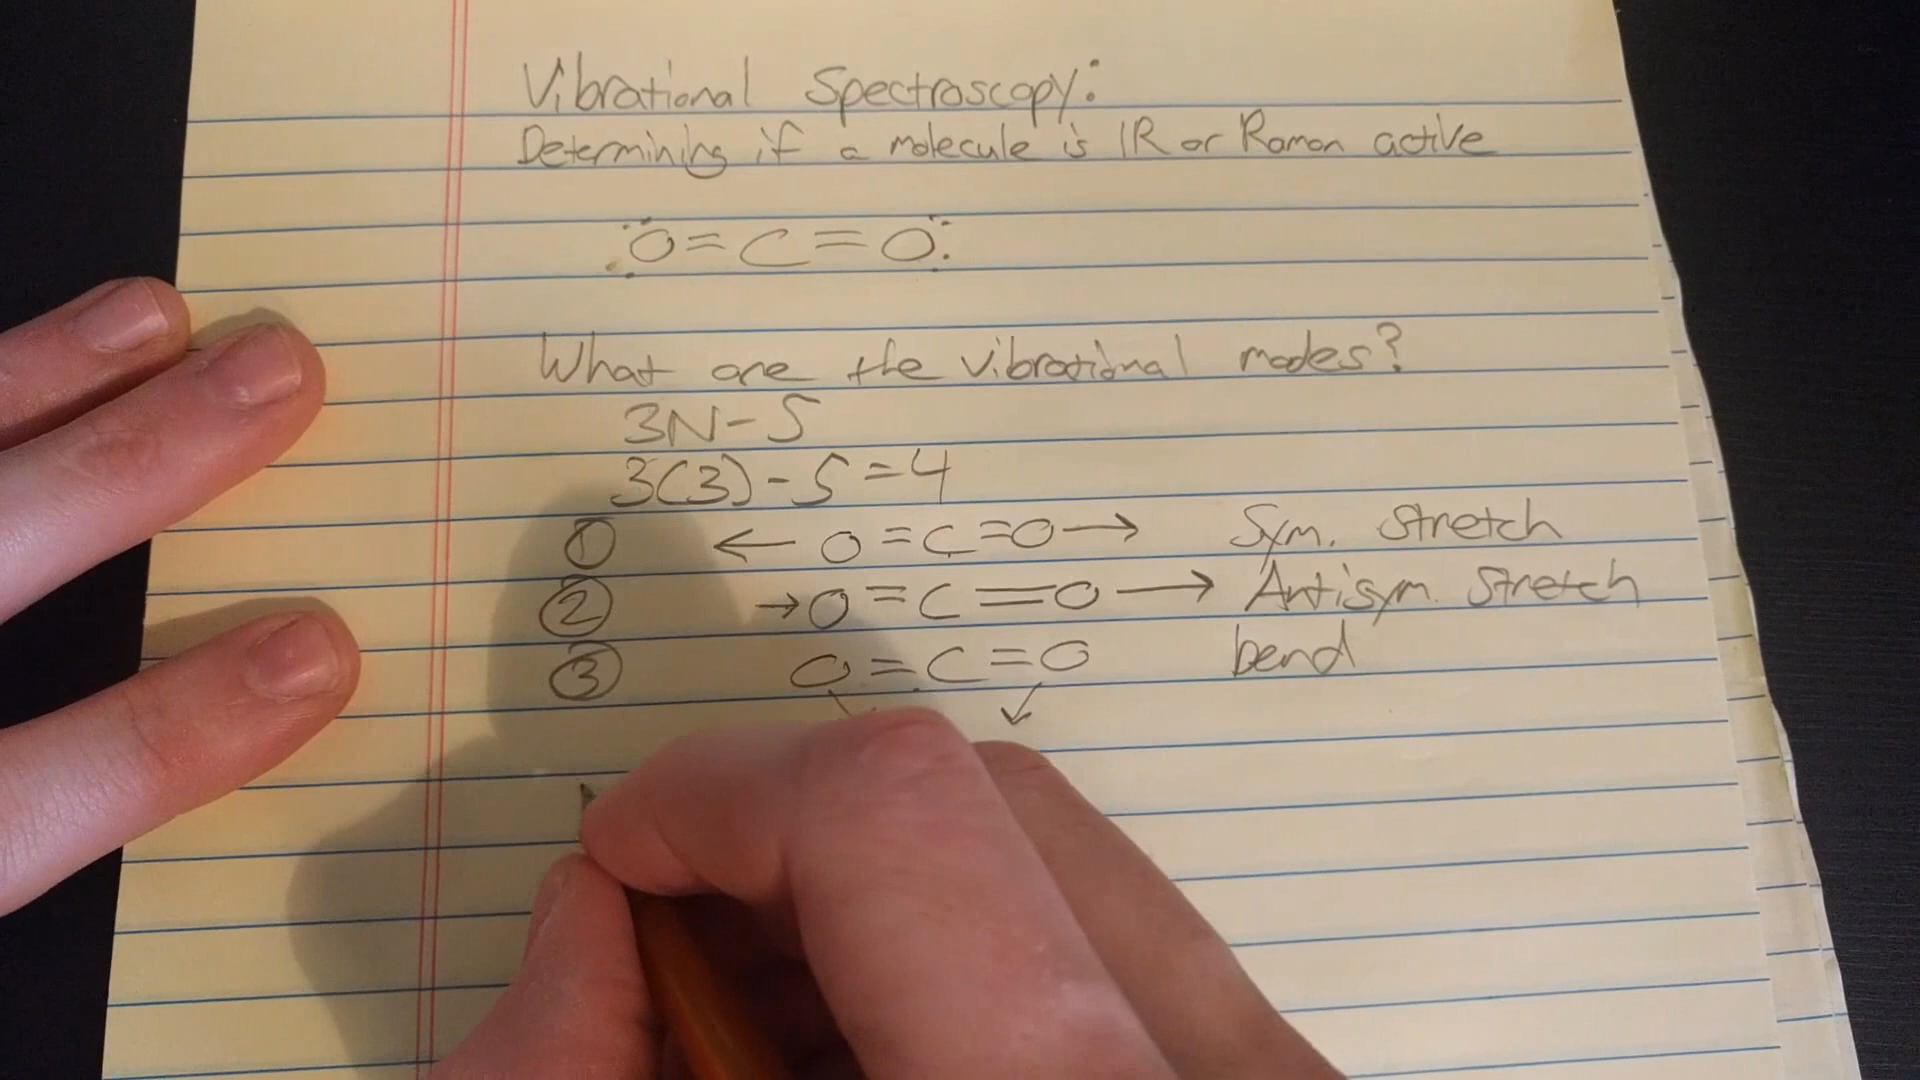 Vibrational Spectroscopy:
Determining if a molecule is IR or Raman active
O=C=O
What are the vibrational modes?
3N-5
3(3)-5=4
① ← O=C=O → Sym. Stretch
② →O=C=O → Antisym. Stretch
③ O=C=O bend